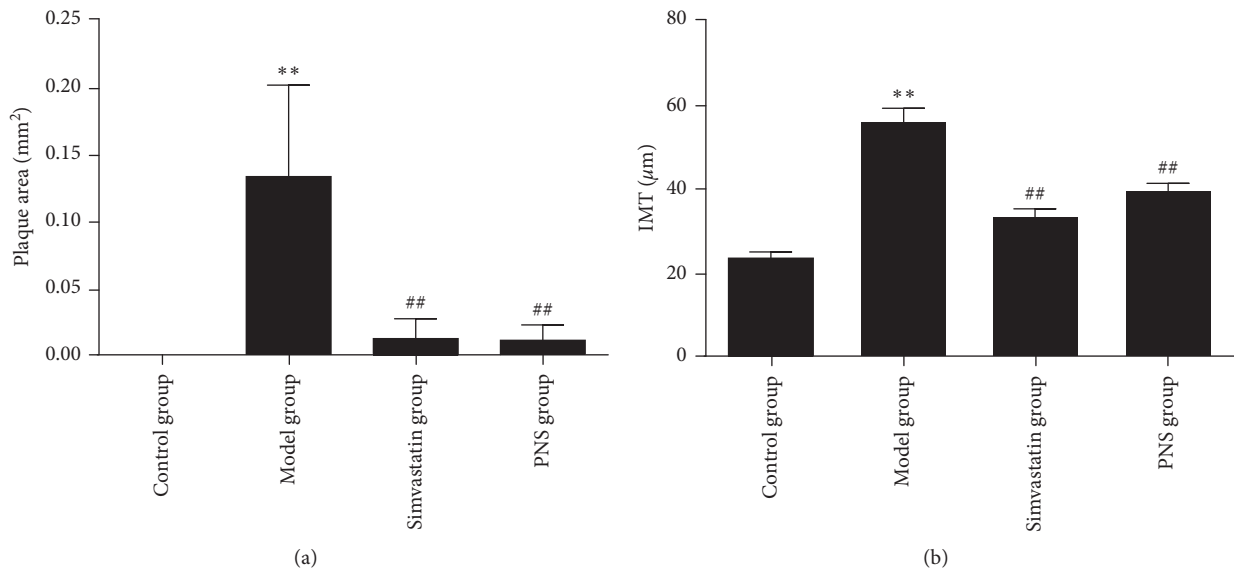 0.25
0.20
0.15
0.10
0.05
0.00
Plaque area (mm²)
**
##
##
Control group
Model group
Simvastatin group
PNS group
(a)
80
60
40
20
0
IMT (μm)
**
##
##
Control group
Model group
Simvastatin group
PNS group
(b)